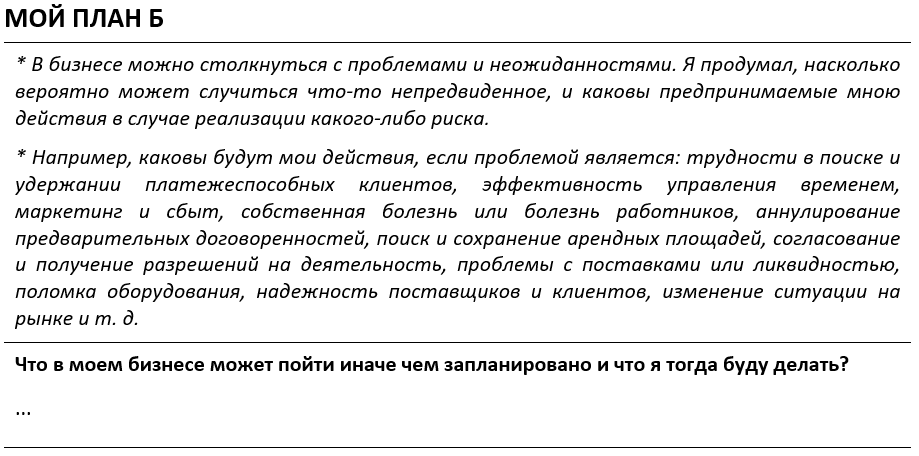 МОЙ ПЛАН Б
* В бизнесе можно столкнуться с проблемами и неожиданностями. Я продумал, насколько
вероятно может случиться что-то непредвиденное, и каковы предпринимаемые мною
действия в случае реализации какого-либо риска.
* Например, каковы будут мои действия, если проблемой является: трудности в поиске и
удержании платежеспособных клиентов, эффективность управления временем,
маркетинг и сбыт, собственная болезнь или болезнь работников, аннулирование
предварительных договоренностей, поиск и сохранение арендных площадей, согласование
и получение разрешений на деятельность, проблемы с поставками или ликвидностью,
поломка оборудования, надежность поставщиков и клиентов, изменение ситуации на
рынке и т. д.
Что в моем бизнесе может пойти иначе чем запланировано и что я тогда буду делать?
...